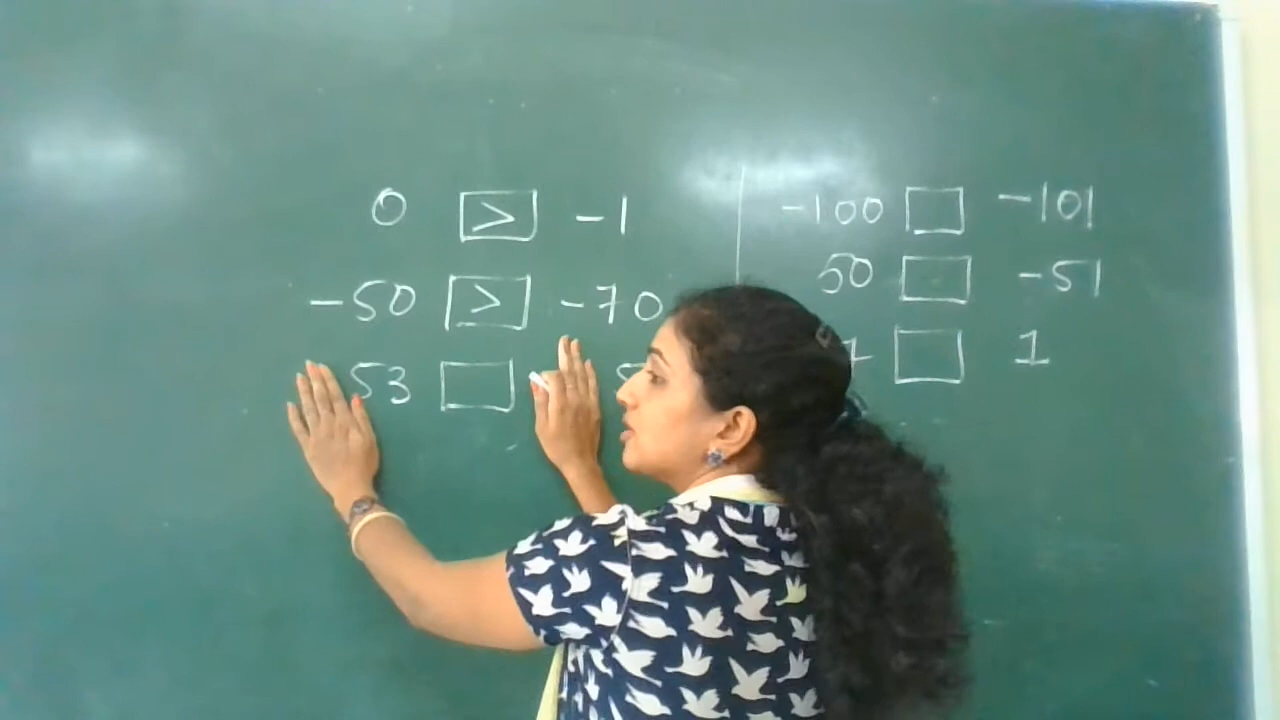 0 > -1
-50 > -70
53 □
-100 □ -101
50 □ -51
□ 1